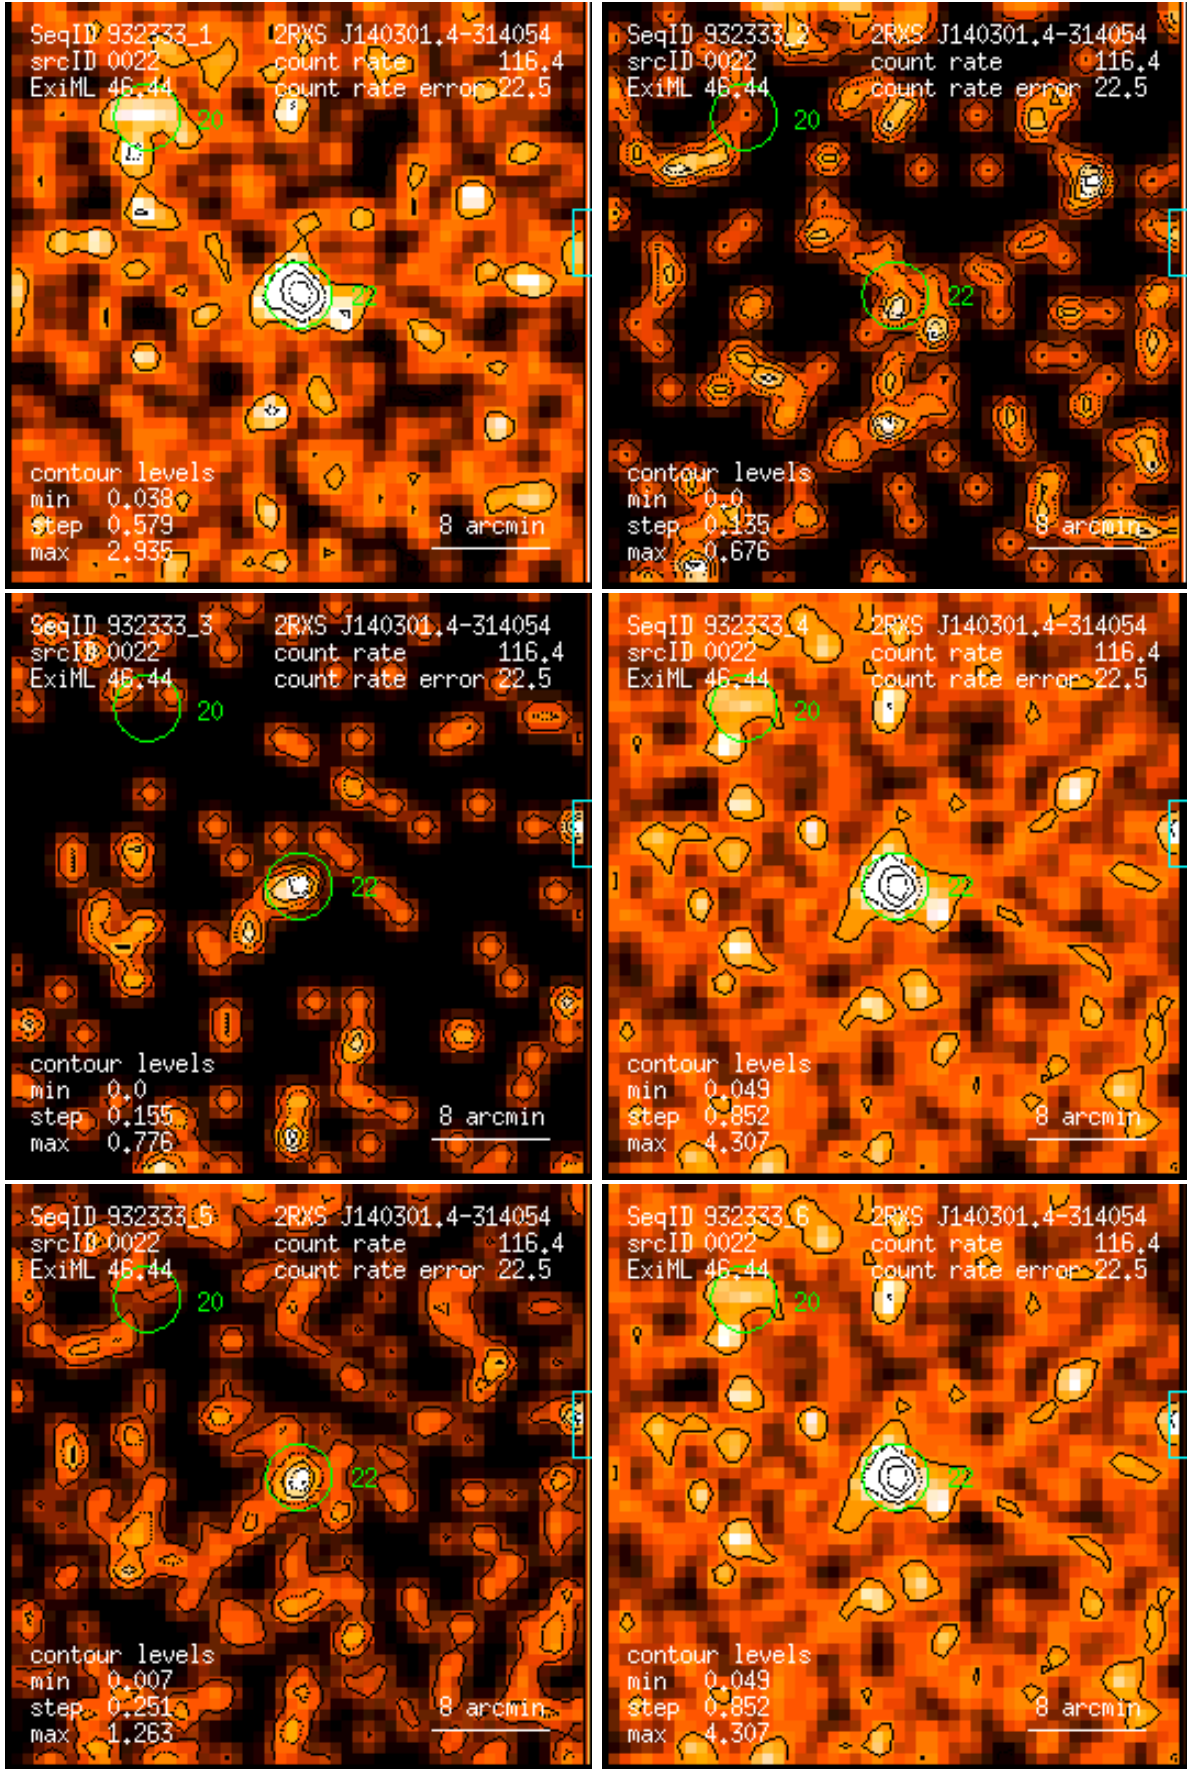 SeqID 932333_1 2RXS J140301.4-314054
srcID 0022 count rate 116.4
ExiML 46.44 count rate error 22.5
20
22
contour levels
min 0.038
step 0.579
max 2.935
8 arcmin
SeqID 932333_2 2RXS J140301.4-314054
srcID 0022 count rate 116.4
ExiML 46.44 count rate error 22.5
20
22
contour levels
min 0.0
step 0.135
max 0.676
8 arcmin
SeqID 932333_3 2RXS J140301.4-314054
srcID 0022 count rate 116.4
ExiML 46.44 count rate error 22.5
20
22
contour levels
min 0.0
step 0.155
max 0.776
8 arcmin
SeqID 932333_4 2RXS J140301.4-314054
srcID 0022 count rate 116.4
ExiML 46.44 count rate error 22.5
20
22
contour levels
min 0.049
step 0.852
max 4.307
8 arcmin
SeqID 932333_5 2RXS J140301.4-314054
srcID 0022 count rate 116.4
ExiML 46.44 count rate error 22.5
20
22
contour levels
min 0.007
step 0.251
max 1.263
8 arcmin
SeqID 932333_6 2RXS J140301.4-314054
srcID 0022 count rate 116.4
ExiML 46.44 count rate error 22.5
20
22
contour levels
min 0.049
step 0.852
max 4.307
8 arcmin